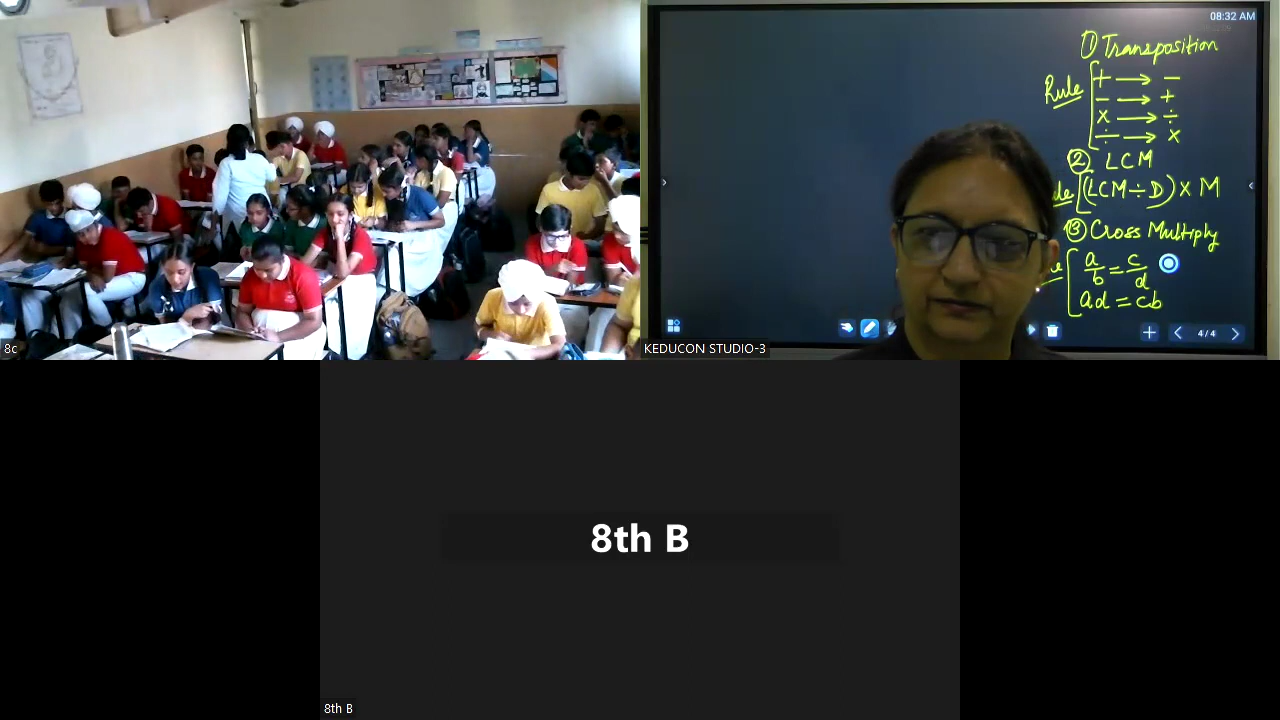 08:32 AM
① Transposition
Rule
+ → −
− → +
× → ÷
÷ → ×
② LCM
[(LCM÷D)×M
③ Cross Multiply
a/b = c/d
ad = cb
4/4
8c
KEDUCON STUDIO-3
8th B
8th B